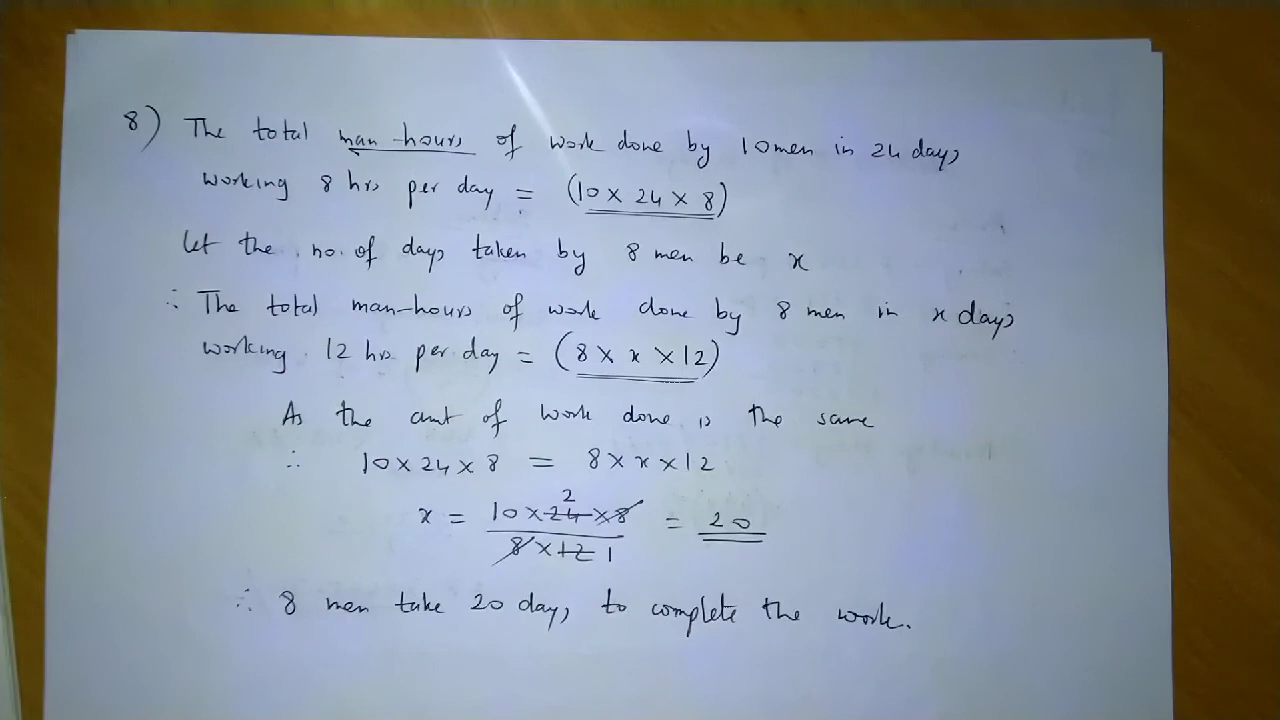 8) The total man-hours of work done by 10 men in 24 days
working 8 hrs per day = (10 × 24 × 8)
let the no. of days taken by 8 men be x
∴ The total man-hours of work done by 8 men in x days
working 12 hrs per day = (8 × x × 12)
As the amt of work done is the same
∴ 10 × 24 × 8 = 8 × x × 12
2
x = 10 × 24 × 8 = 20
8 × 12 1
∴ 8 men take 20 days to complete the work.